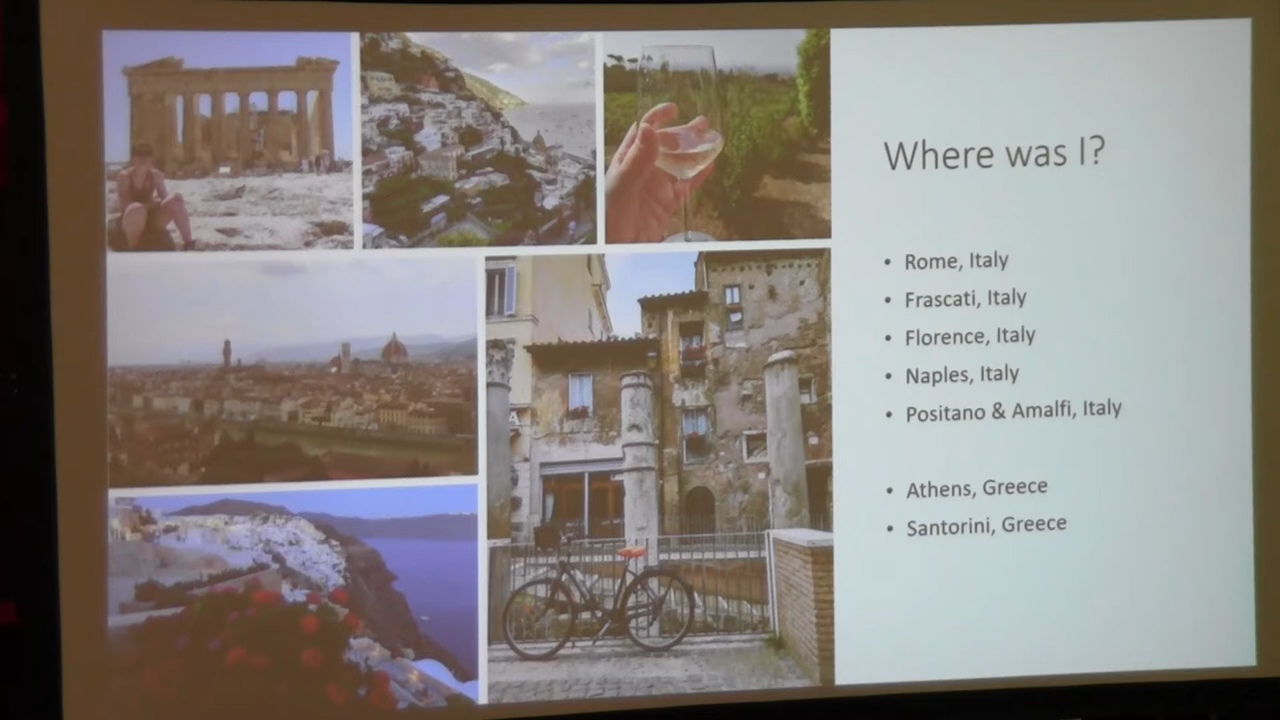 Where was I?
• Rome, Italy
• Frascati, Italy
• Florence, Italy
• Naples, Italy
• Positano & Amalfi, Italy
• Athens, Greece
• Santorini, Greece